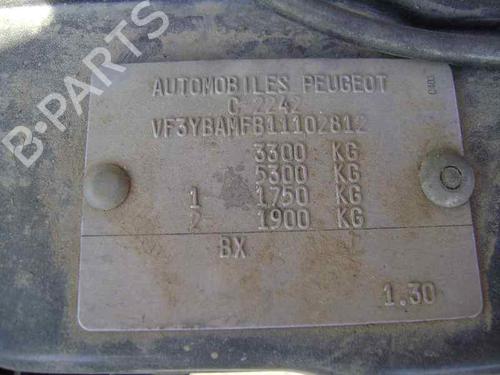 B-PARTS
AUTOMOBILES PEUGEOT
C 2242
VF3YBAMFB11102812
3300 KG
5300 KG
1 1750 KG
2 1900 KG
BX
1.30